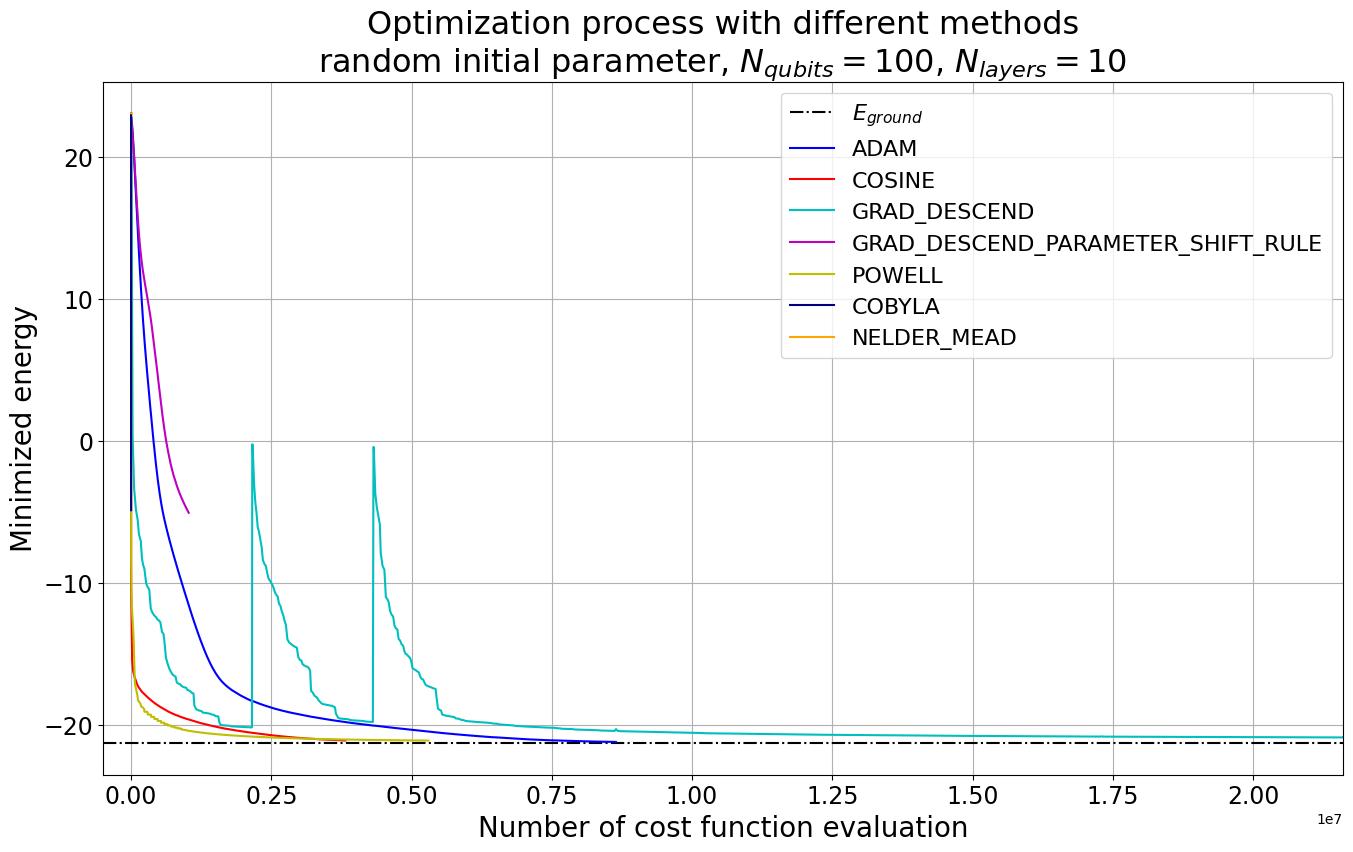 Optimization process with different methods
random initial parameter, $N_{qubits} = 100$, $N_{layers} = 10$
Minimized energy
20
10
0
−10
−20
$E_{ground}$
ADAM
COSINE
GRAD_DESCEND
GRAD_DESCEND_PARAMETER_SHIFT_RULE
POWELL
COBYLA
NELDER_MEAD
0.00 0.25 0.50 0.75 1.00 1.25 1.50 1.75 2.00
1e7
Number of cost function evaluation